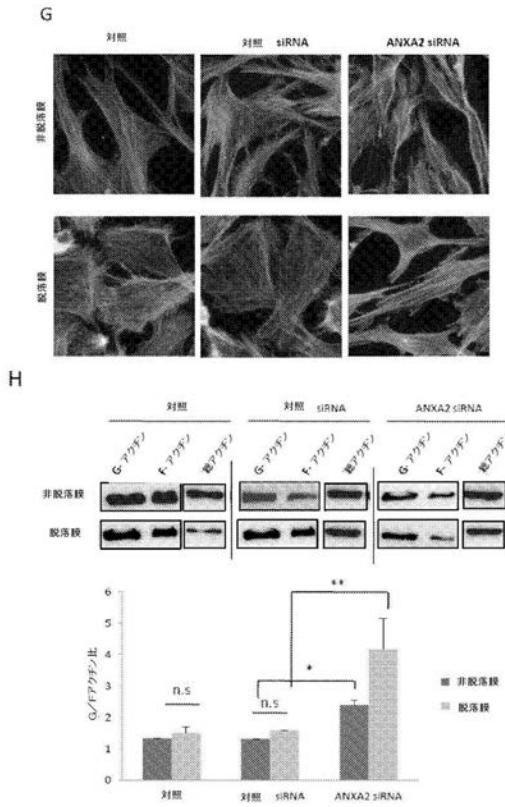 G
対照
対照 siRNA
ANXA2 siRNA
非脱落膜
脱落膜
H
対照
対照 siRNA
ANXA2 siRNA
G-アクチン
F-アクチン
総アクチン
G-アクチン
F-アクチン
総アクチン
G-アクチン
F-アクチン
総アクチン
非脱落膜
脱落膜
G/Fアクチン比
6
5
4
3
2
1
0
n.s
n.s
*
**
非脱落膜
脱落膜
対照
対照 siRNA
ANXA2 siRNA